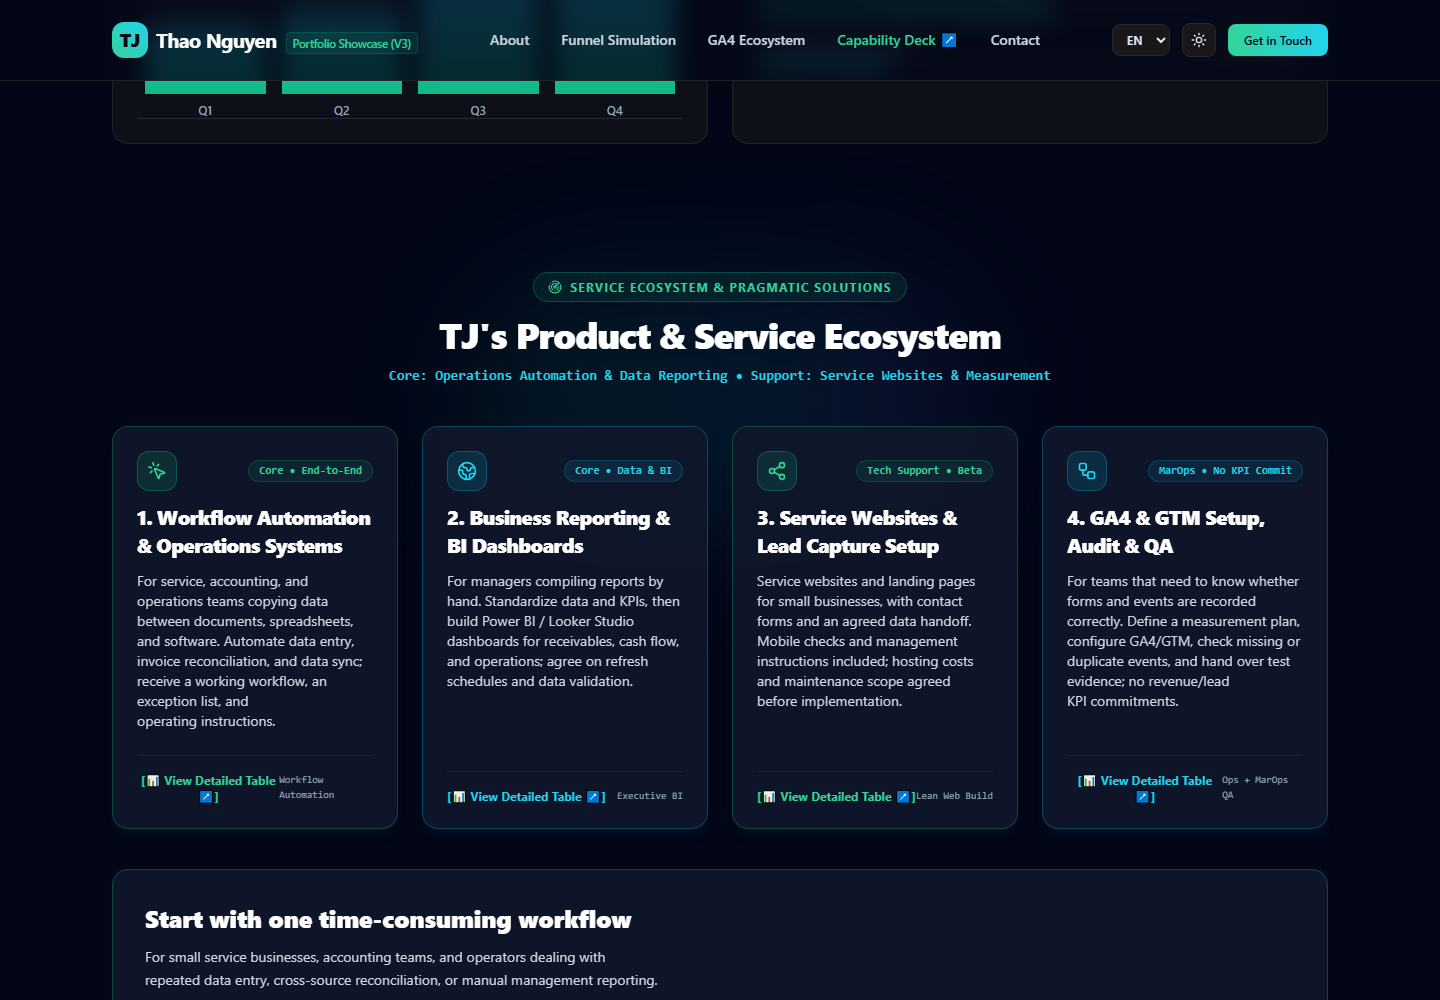 TJ Thao Nguyen Portfolio Showcase (V3) About Funnel Simulation GA4 Ecosystem Capability Deck ↗ Contact EN Get in Touch
Q1 Q2 Q3 Q4
SERVICE ECOSYSTEM & PRAGMATIC SOLUTIONS
TJ's Product & Service Ecosystem
Core: Operations Automation & Data Reporting • Support: Service Websites & Measurement
Core • End-to-End
1. Workflow Automation
& Operations Systems
For service, accounting, and
operations teams copying data
between documents, spreadsheets,
and software. Automate data entry,
invoice reconciliation, and data sync;
receive a working workflow, an
exception list, and
operating instructions.
[📊 View Detailed Table
↗]
Workflow
Automation
Core • Data & BI
2. Business Reporting &
BI Dashboards
For managers compiling reports by
hand. Standardize data and KPIs, then
build Power BI / Looker Studio
dashboards for receivables, cash flow,
and operations; agree on refresh
schedules and data validation.
[📊 View Detailed Table ↗]
Executive BI
Tech Support • Beta
3. Service Websites &
Lead Capture Setup
Service websites and landing pages
for small businesses, with contact
forms and an agreed data handoff.
Mobile checks and management
instructions included; hosting costs
and maintenance scope agreed
before implementation.
[📊 View Detailed Table ↗]
Lean Web Build
MarOps • No KPI Commit
4. GA4 & GTM Setup,
Audit & QA
For teams that need to know whether
forms and events are recorded
correctly. Define a measurement plan,
configure GA4/GTM, check missing or
duplicate events, and hand over test
evidence; no revenue/lead
KPI commitments.
[📊 View Detailed Table
↗]
Ops + MarOps
QA
Start with one time-consuming workflow
For small service businesses, accounting teams, and operators dealing with
repeated data entry, cross-source reconciliation, or manual management reporting.